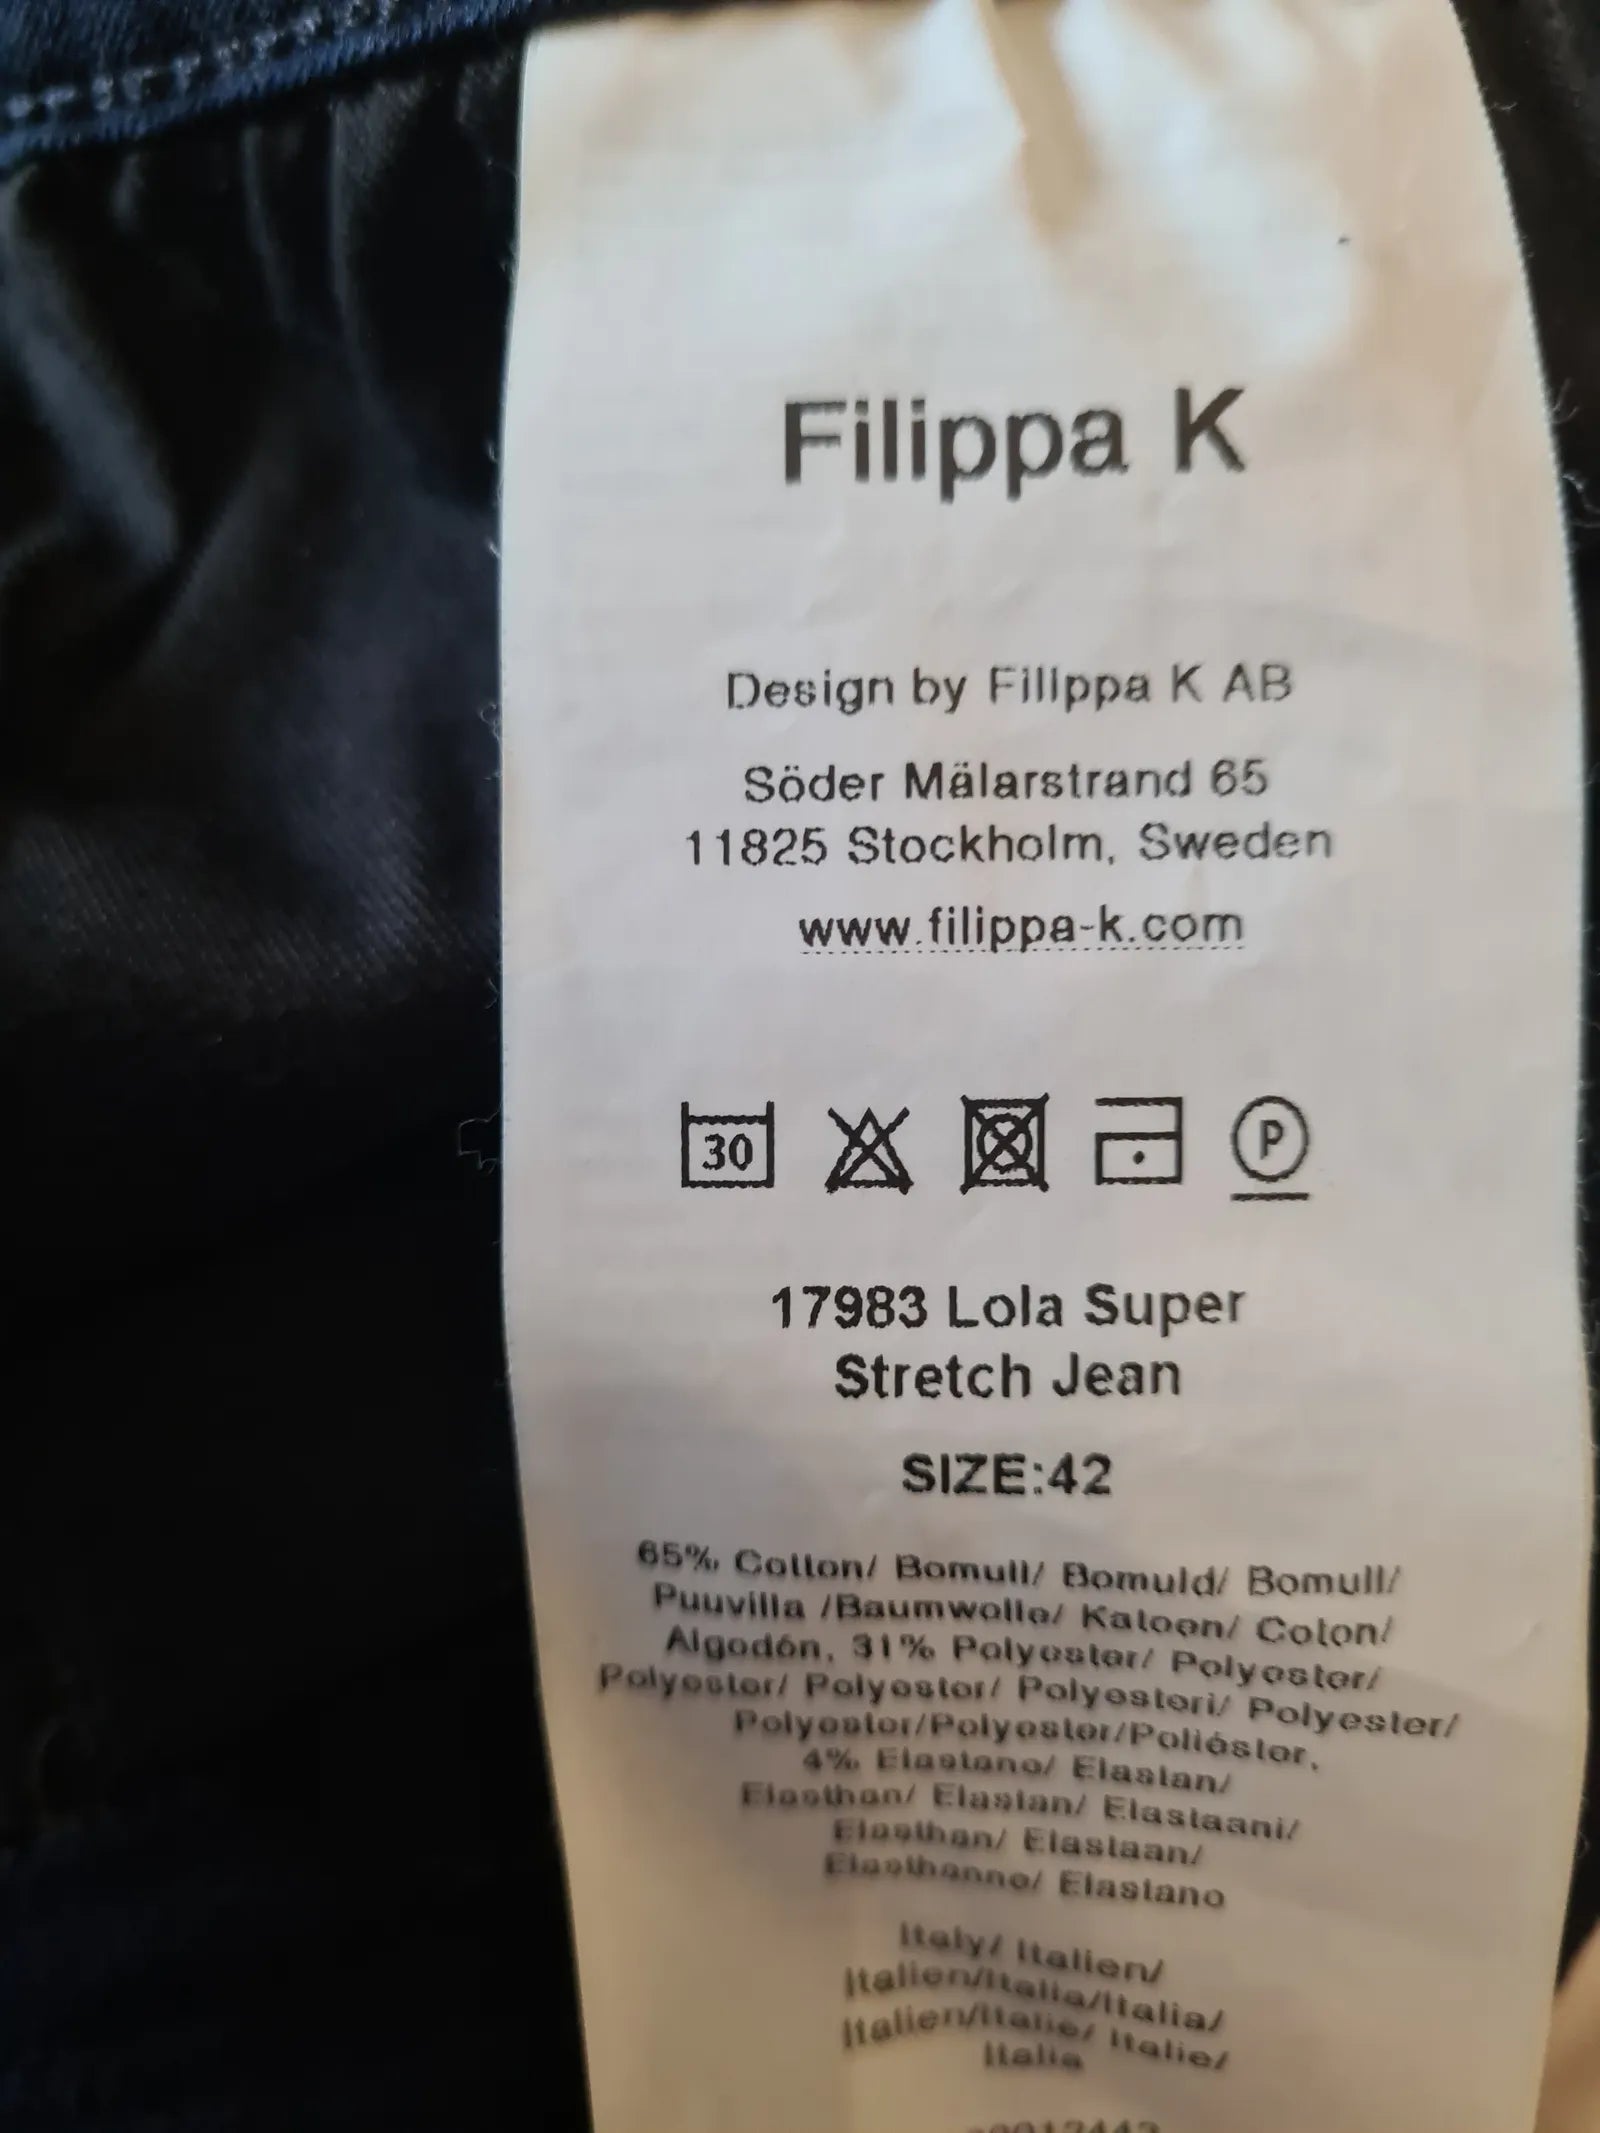 Filippa K
Design by Filippa K AB
Söder Mälarstrand 65
11825 Stockholm, Sweden
www.filippa-k.com
30
P
17983 Lola Super
Stretch Jean
SIZE:42
65% Cotton/ Bomull/ Bomuld/ Bomull/
Puuvilla /Baumwolle/ Katoen/ Coton/
Algodón, 31% Polyester/ Polyester/
Polyester/ Polyester/ Polyesteri/ Polyester/
Polyester/Polyester/Poliéster,
4% Elastane/ Elastan/
Elasthan/ Elastan/ Elastaani/
Elasthan/ Elastaan/
Elasthanne/ Elastano
Italy/ Italien/
Italien/Italia/Italia/
Italien/Italie/ Italie/
Italia